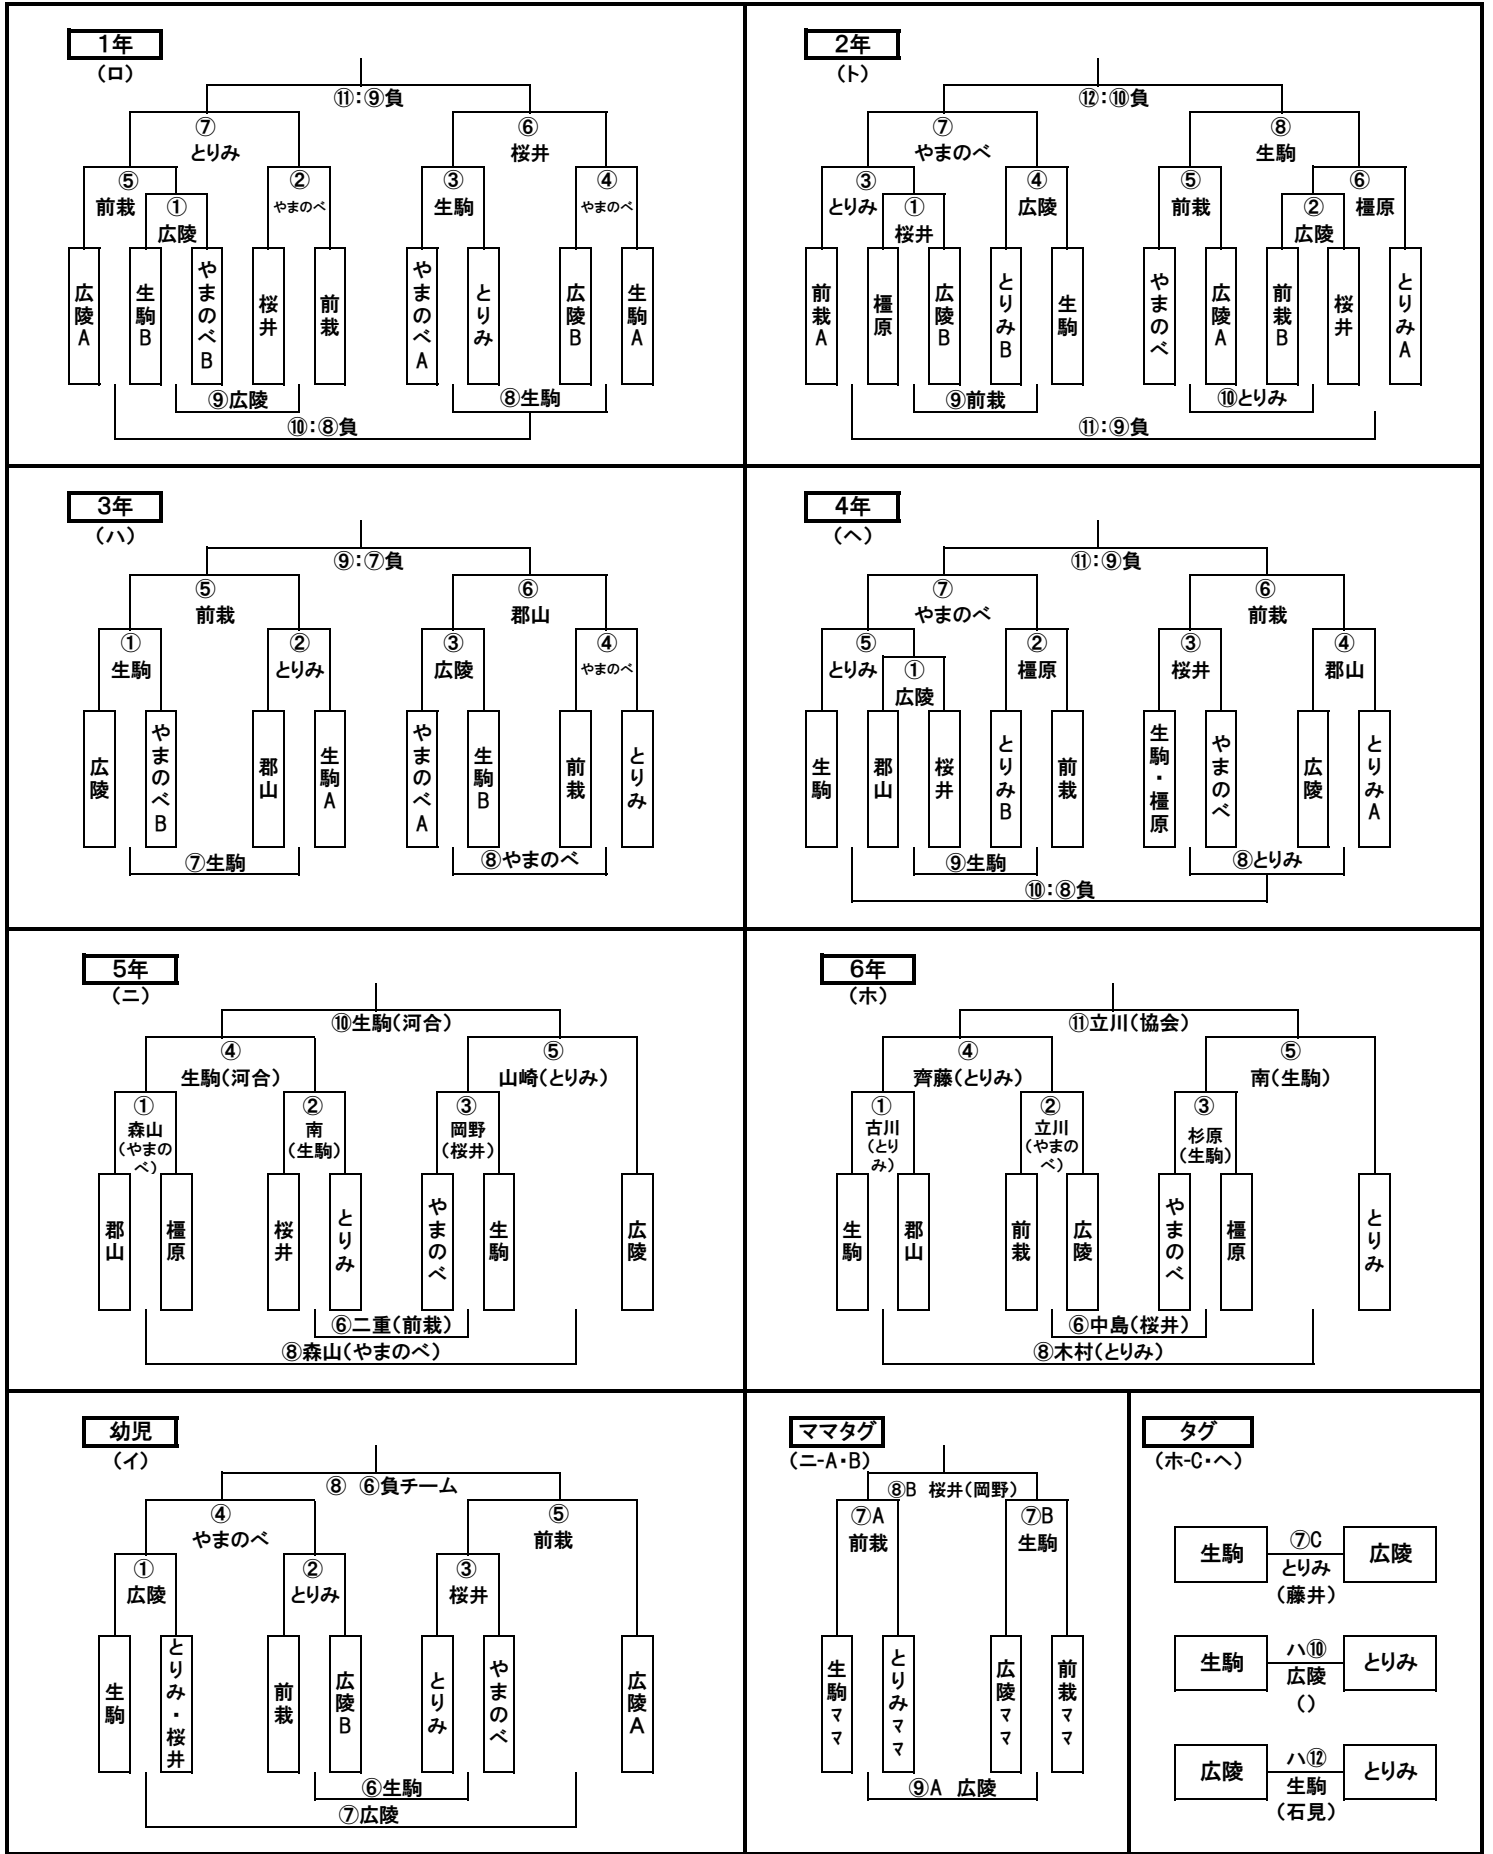 1年
（ロ）
⑪：⑨負
⑦
とりみ
⑥
桜井
⑤
前栽
②
やまのべ
③
生駒
④
やまのべ
①
広陵
広陵A
生駒B
やまのべB
桜井
前栽
やまのべA
とりみ
広陵B
生駒A
⑨広陵
⑧生駒
⑩：⑧負
2年
（ト）
⑫：⑩負
⑦
やまのべ
⑧
生駒
③
とりみ
④
広陵
⑤
前栽
⑥
橿原
①
桜井
②
広陵
前栽A
橿原
広陵B
とりみB
生駒
やまのべ
広陵A
前栽B
桜井
とりみA
⑨前栽
⑩とりみ
⑪：⑨負
3年
（ハ）
⑨：⑦負
⑤
前栽
⑥
郡山
①
生駒
②
とりみ
③
広陵
④
やまのべ
広陵
やまのべB
郡山
生駒A
やまのべA
生駒B
前栽
とりみ
⑦生駒
⑧やまのべ
4年
（ヘ）
⑪：⑨負
⑦
やまのべ
⑥
前栽
⑤
とりみ
②
橿原
③
桜井
④
郡山
①
広陵
生駒
郡山
桜井
とりみB
前栽
生駒・橿原
やまのべ
広陵
とりみA
⑨生駒
⑧とりみ
⑩：⑧負
5年
（ニ）
⑩生駒（河合）
④
生駒（河合）
⑤
山崎（とりみ）
①
森山
（やまの
べ）
②
南
（生駒）
③
岡野
（桜井）
郡山
橿原
桜井
とりみ
やまのべ
生駒
広陵
⑥二重（前栽）
⑧森山（やまのべ）
6年
（ホ）
⑪立川（協会）
④
齊藤（とりみ）
⑤
南（生駒）
①
古川
（とり
み）
②
立川
（やまの
べ）
③
杉原
（生駒）
生駒
郡山
前栽
広陵
やまのべ
橿原
とりみ
⑥中島（桜井）
⑧木村（とりみ）
幼児
（イ）
⑧ ⑥負チーム
④
やまのべ
⑤
前栽
①
広陵
②
とりみ
③
桜井
生駒
とりみ・桜井
前栽
広陵B
とりみ
やまのべ
広陵A
⑥生駒
⑦広陵
ママタグ
（ニ-A・B）
⑧B 桜井（岡野）
⑦A
前栽
⑦B
生駒
生駒ママ
とりみママ
広陵ママ
前栽ママ
⑨A 広陵
タグ
（ホ-C・ヘ）
生駒
⑦C
とりみ
（藤井）
広陵
生駒
ハ⑩
広陵
（）
とりみ
広陵
ハ⑫
生駒
（石見）
とりみ